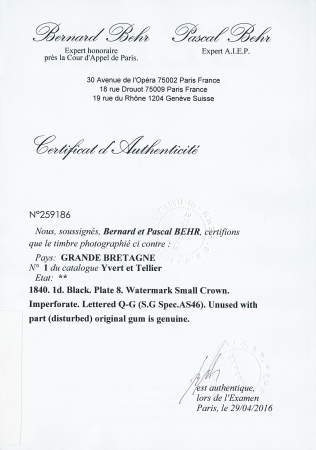 Bernard Behr
Expert honoraire
près la Cour d'Appel de Paris.
Pascal Behr
Expert A.I.E.P.
30 Avenue de l'Opéra 75002 Paris France
18 rue Drouot 75009 Paris France
19 rue du Rhône 1204 Genève Suisse
Certificat d'Authenticité
N°259186
Nous, soussignés, Bernard et Pascal BEHR, certifions
que le timbre photographié ci contre :
Pays: GRANDE BRETAGNE
N° 1 du catalogue Yvert et Tellier
Etat: **
1840. 1d. Black. Plate 8. Watermark Small Crown.
Imperforate. Lettered Q-G (S.G Spec.AS46). Unused with
part (disturbed) original gum is genuine.
est authentique,
lors de l'Examen
Paris, le 29/04/2016